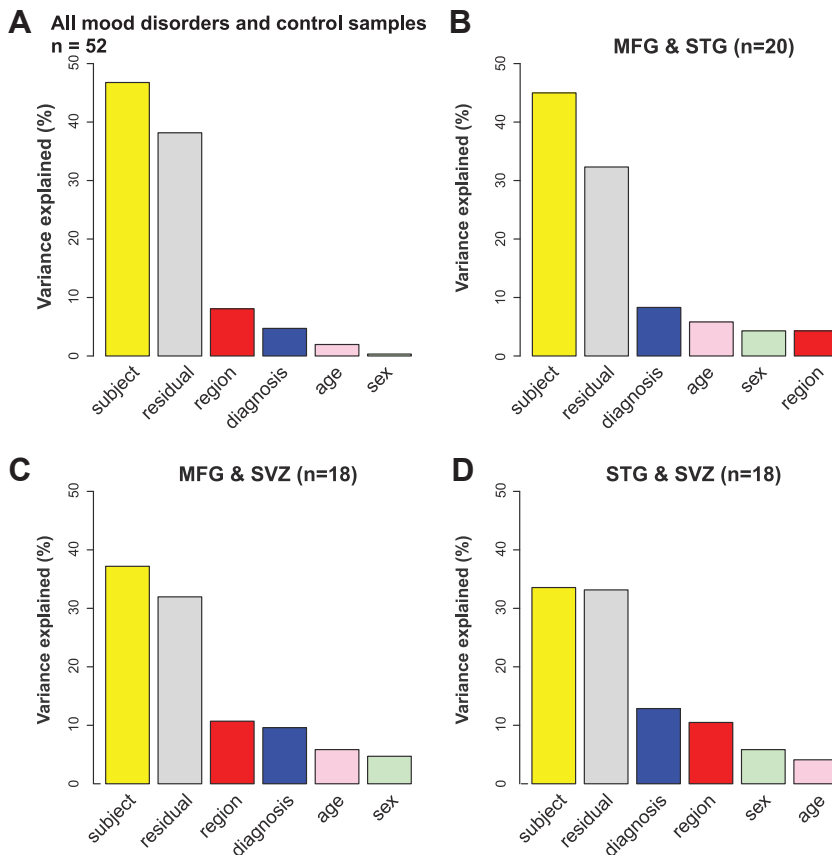 A
All mood disorders and control samples
n = 52
Variance explained (%)
50
40
30
20
10
0
subject
residual
region
diagnosis
age
sex
B
MFG & STG (n=20)
Variance explained (%)
50
40
30
20
10
0
subject
residual
diagnosis
age
sex
region
C
MFG & SVZ (n=18)
Variance explained (%)
50
40
30
20
10
0
subject
residual
region
diagnosis
age
sex
D
STG & SVZ (n=18)
Variance explained (%)
50
40
30
20
10
0
subject
residual
diagnosis
region
sex
age